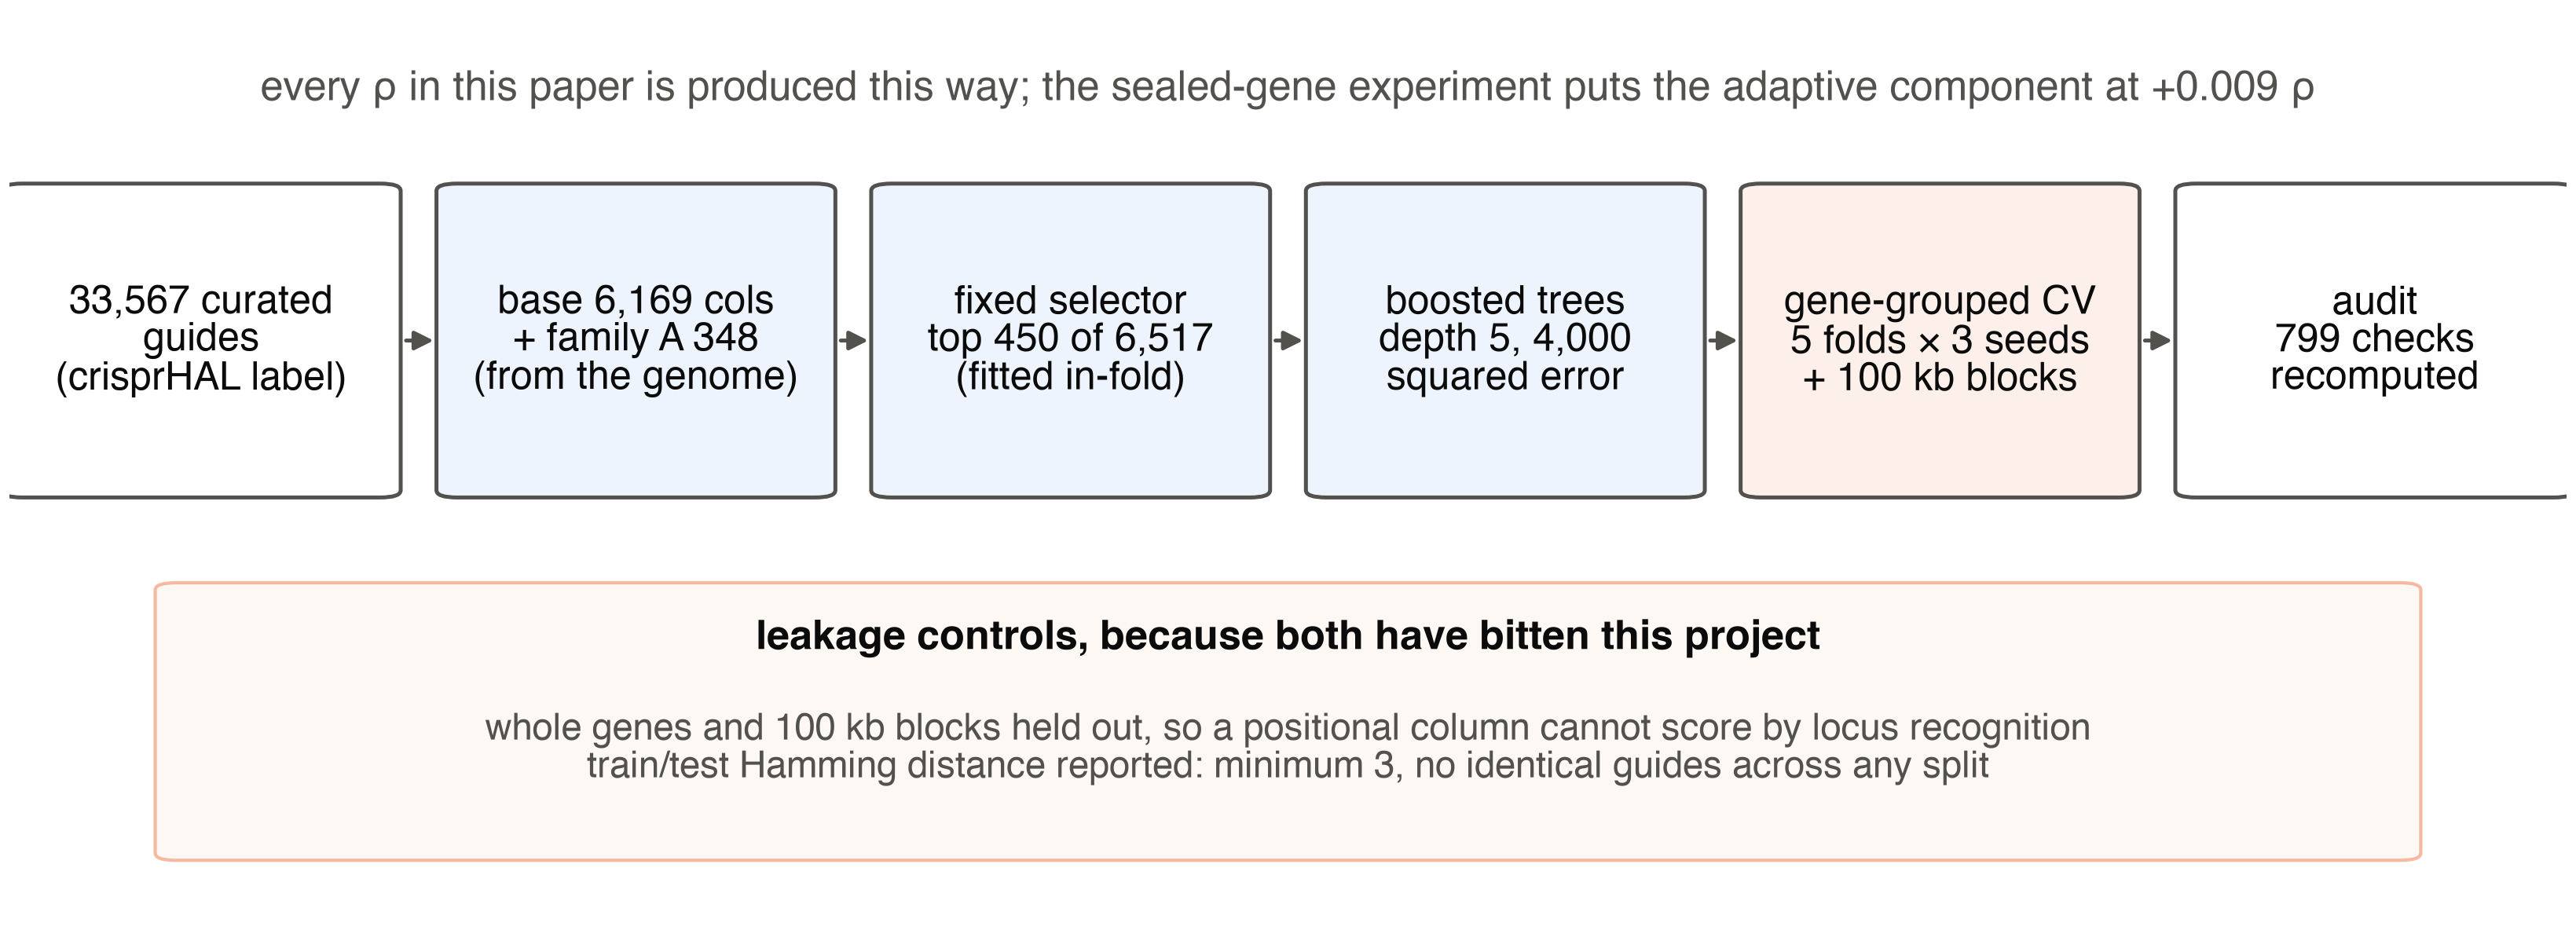 every ρ in this paper is produced this way; the sealed-gene experiment puts the adaptive component at +0.009 ρ
33,567 curated
guides
(crisprHAL label)
base 6,169 cols
+ family A 348
(from the genome)
fixed selector
top 450 of 6,517
(fitted in-fold)
boosted trees
depth 5, 4,000
squared error
gene-grouped CV
5 folds × 3 seeds
+ 100 kb blocks
audit
799 checks
recomputed
leakage controls, because both have bitten this project
whole genes and 100 kb blocks held out, so a positional column cannot score by locus recognition
train/test Hamming distance reported: minimum 3, no identical guides across any split